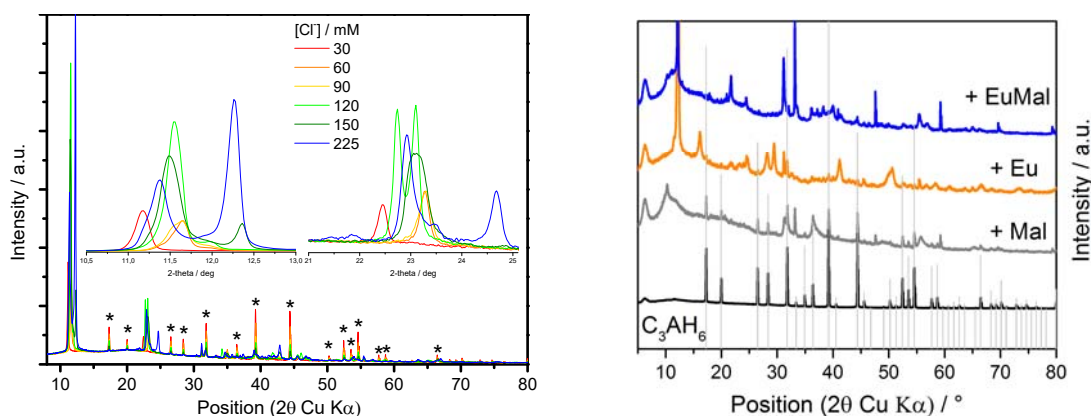 [Cl⁻] / mM
30
60
90
120
150
225
10,5 11,0 11,5 12,0 12,5 13,0
2-theta / deg
21 22 23 24 25
2-theta / deg
* * * * * * * * * * * * * *
Intensity / a.u.
10 20 30 40 50 60 70 80
Position (2θ Cu Kα)
+ EuMal
+ Eu
+ Mal
C₃AH₆
Intensity / a.u.
10 20 30 40 50 60 70 80
Position (2θ Cu Kα) / °